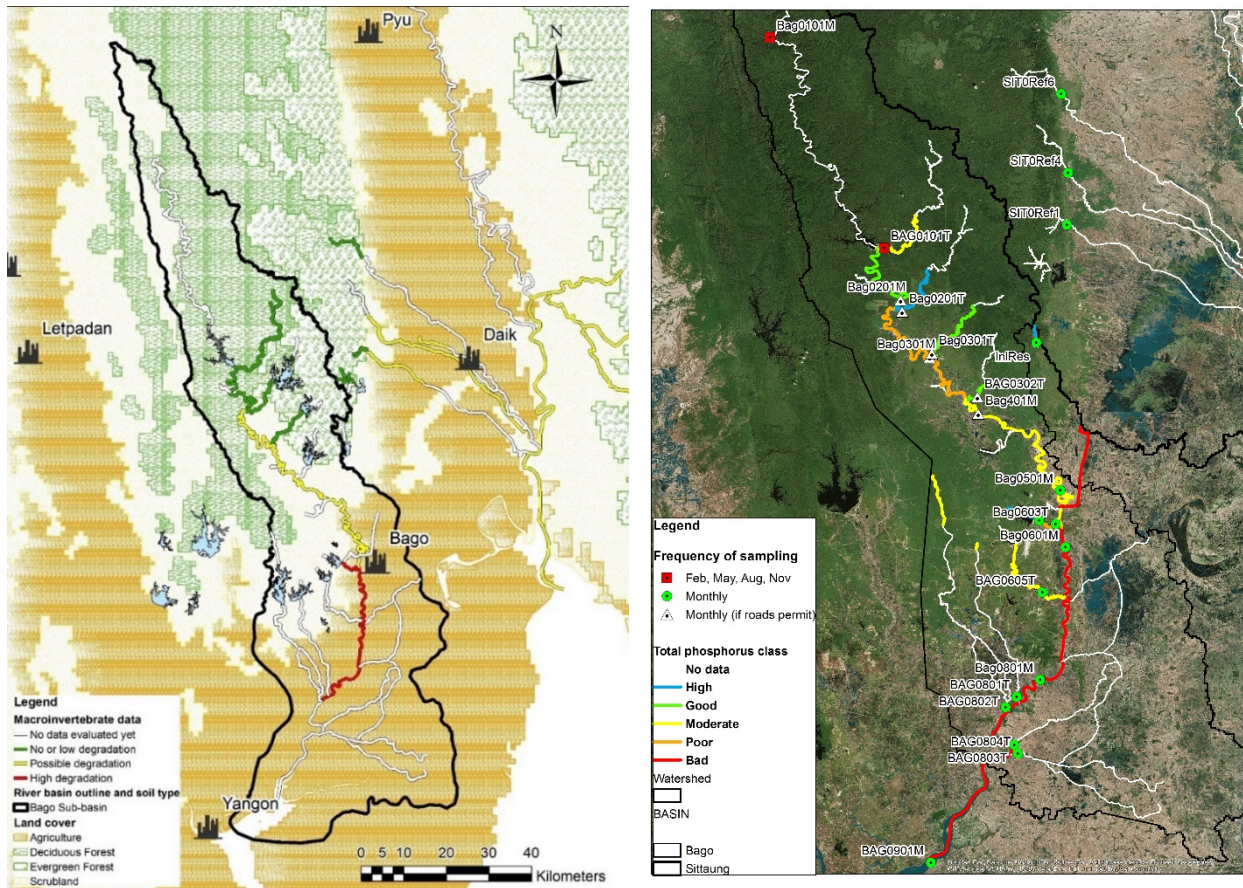 Pyu
N
Letpadan
Daik
Bago
Yangon
Legend
Macroinvertebrate data
No data evaluated yet
No or low degradation
Possible degradation
High degradation
River basin outline and soil type
Bago Sub-basin
Land cover
Agriculture
Deciduous Forest
Evergreen Forest
Scrubland
0 5 10 20 30 40
Kilometers
Bag0101M
SIT0Ref6
SIT0Ref4
SIT0Ref1
BAG0101T
Bag0201M
Bag0201T
Bag0301M
Bag0301T
InlRes
BAG0302T
Bag401M
Bag0501M
Bag0603T
Bag0601M
BAG0605T
Bag0801M
BAG0801T
BAG0802T
BAG0804T
BAG0803T
BAG0901M
Legend
Frequency of sampling
Feb, May, Aug, Nov
Monthly
Monthly (if roads permit)
Total phosphorus class
No data
High
Good
Moderate
Poor
Bad
Watershed
BASIN
Bago
Sittaung